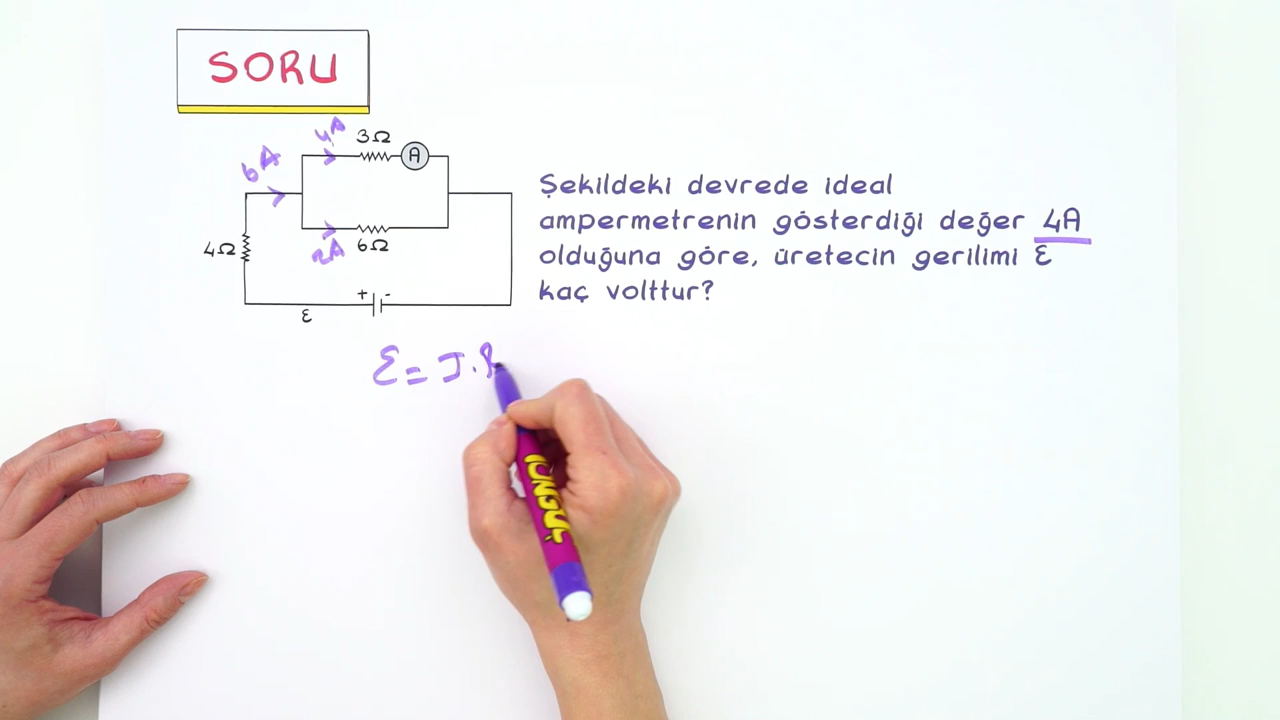 SORU
4A
3Ω
A
6A
2A
6Ω
4Ω
+ -
ε
Şekildeki devrede ideal
ampermetrenin gösterdiği değer 4A
olduğuna göre, üretecin gerilimi ε
kaç volttur?
ε = I.R
TONGUÇ